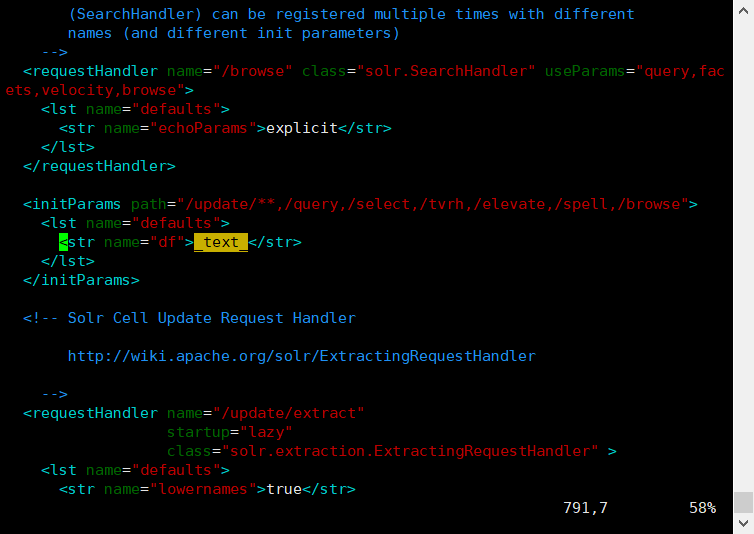 (SearchHandler) can be registered multiple times with different
names (and different init parameters)
-->
<requestHandler name="/browse" class="solr.SearchHandler" useParams="query,fac
ets,velocity,browse">
<lst name="defaults">
<str name="echoParams">explicit</str>
</lst>
</requestHandler>
<initParams path="/update/**,/query,/select,/tvrh,/elevate,/spell,/browse">
<lst name="defaults">
<str name="df">_text_</str>
</lst>
</initParams>
<!-- Solr Cell Update Request Handler
http://wiki.apache.org/solr/ExtractingRequestHandler
-->
<requestHandler name="/update/extract"
startup="lazy"
class="solr.extraction.ExtractingRequestHandler" >
<lst name="defaults">
<str name="lowernames">true</str>
791,7 58%